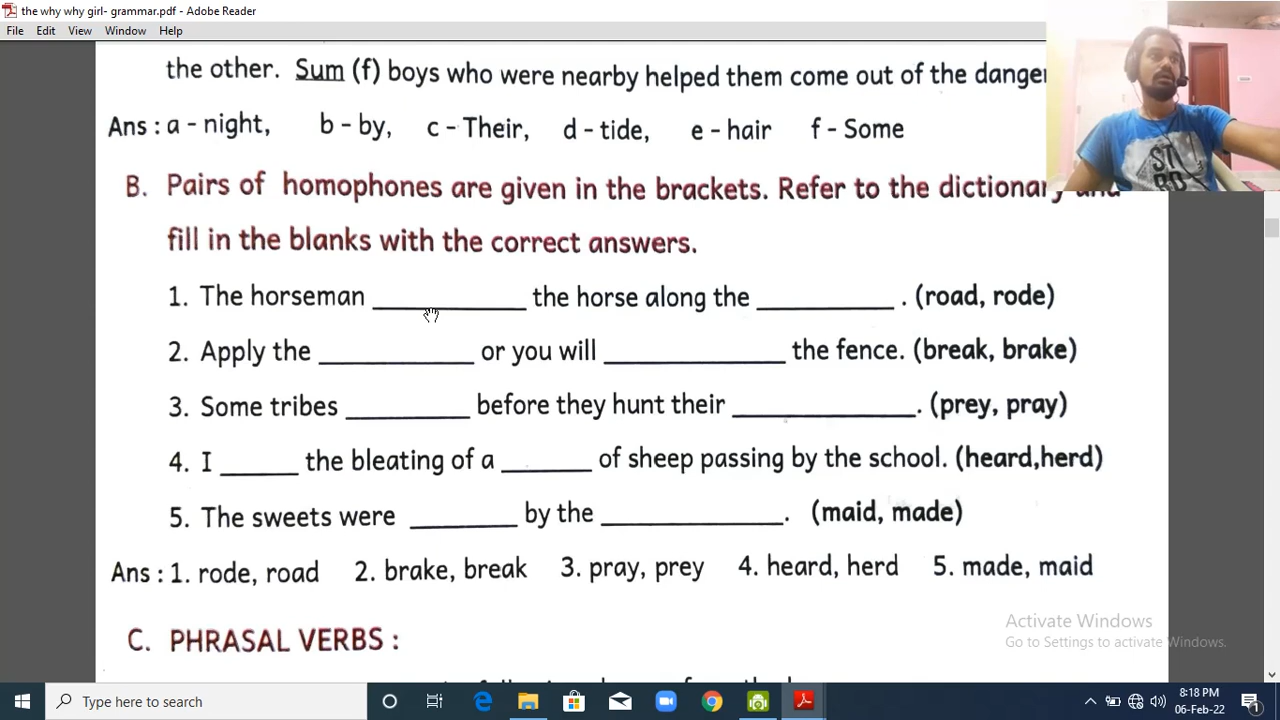 the why why girl- grammar.pdf - Adobe Reader
File Edit View Window Help
the other. Sum (f) boys who were nearby helped them come out of the danger
Ans : a - night, b - by, c - Their, d - tide, e - hair f - Some
B. Pairs of homophones are given in the brackets. Refer to the dictionary and
fill in the blanks with the correct answers.
1. The horseman __________ the horse along the __________ . (road, rode)
2. Apply the __________ or you will __________ the fence. (break, brake)
3. Some tribes __________ before they hunt their __________. (prey, pray)
4. I ______ the bleating of a ______ of sheep passing by the school. (heard,herd)
5. The sweets were ________ by the __________. (maid, made)
Ans : 1. rode, road 2. brake, break 3. pray, prey 4. heard, herd 5. made, maid
Activate Windows
Go to Settings to activate Windows.
C. PHRASAL VERBS :
Type here to search
8:18 PM
06-Feb-22